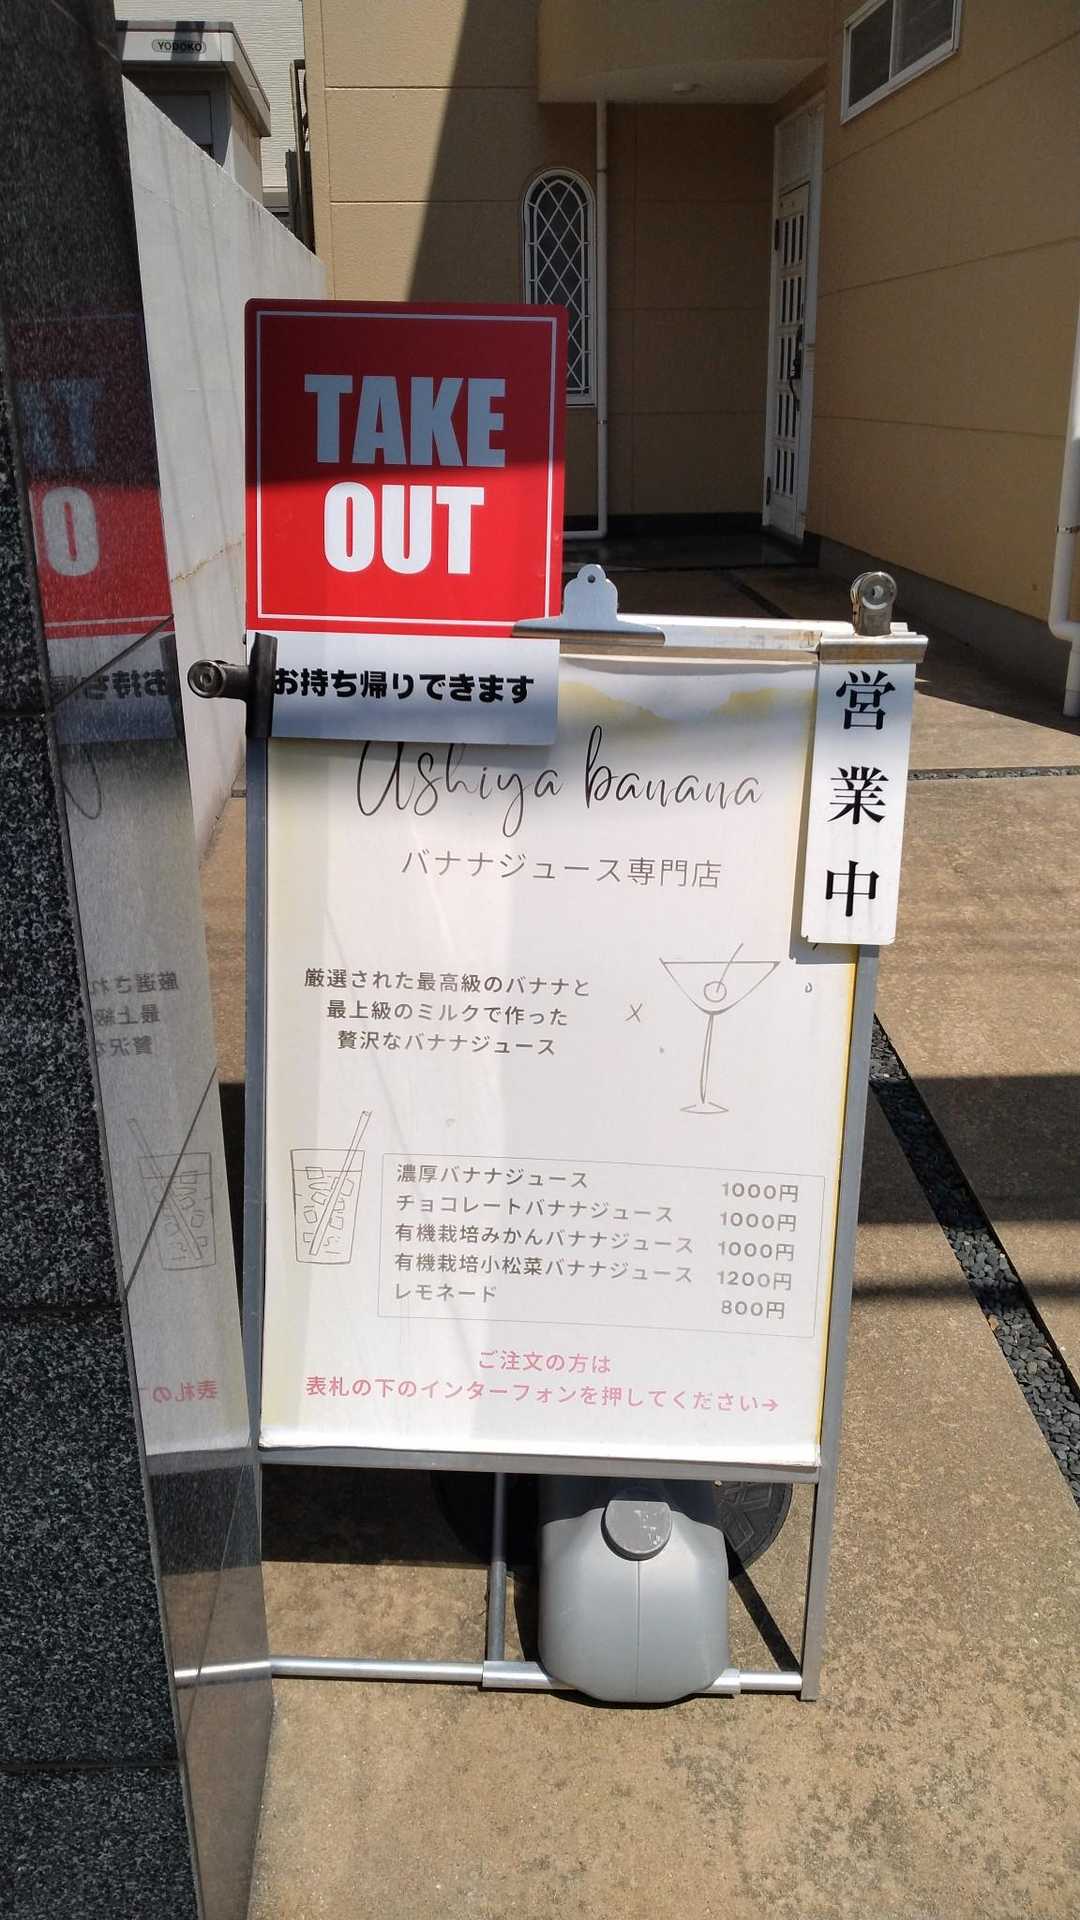 YODOKO
TAKE
OUT
お持ち帰りできます
営業中
Ashiya banana
バナナジュース専門店
厳選された最高級のバナナと
最上級のミルクで作った
贅沢なバナナジュース
x
濃厚バナナジュース 1000円
チョコレートバナナジュース 1000円
有機栽培みかんバナナジュース 1000円
有機栽培小松菜バナナジュース 1200円
レモネード 800円
ご注文の方は
表札の下のインターフォンを押してください→